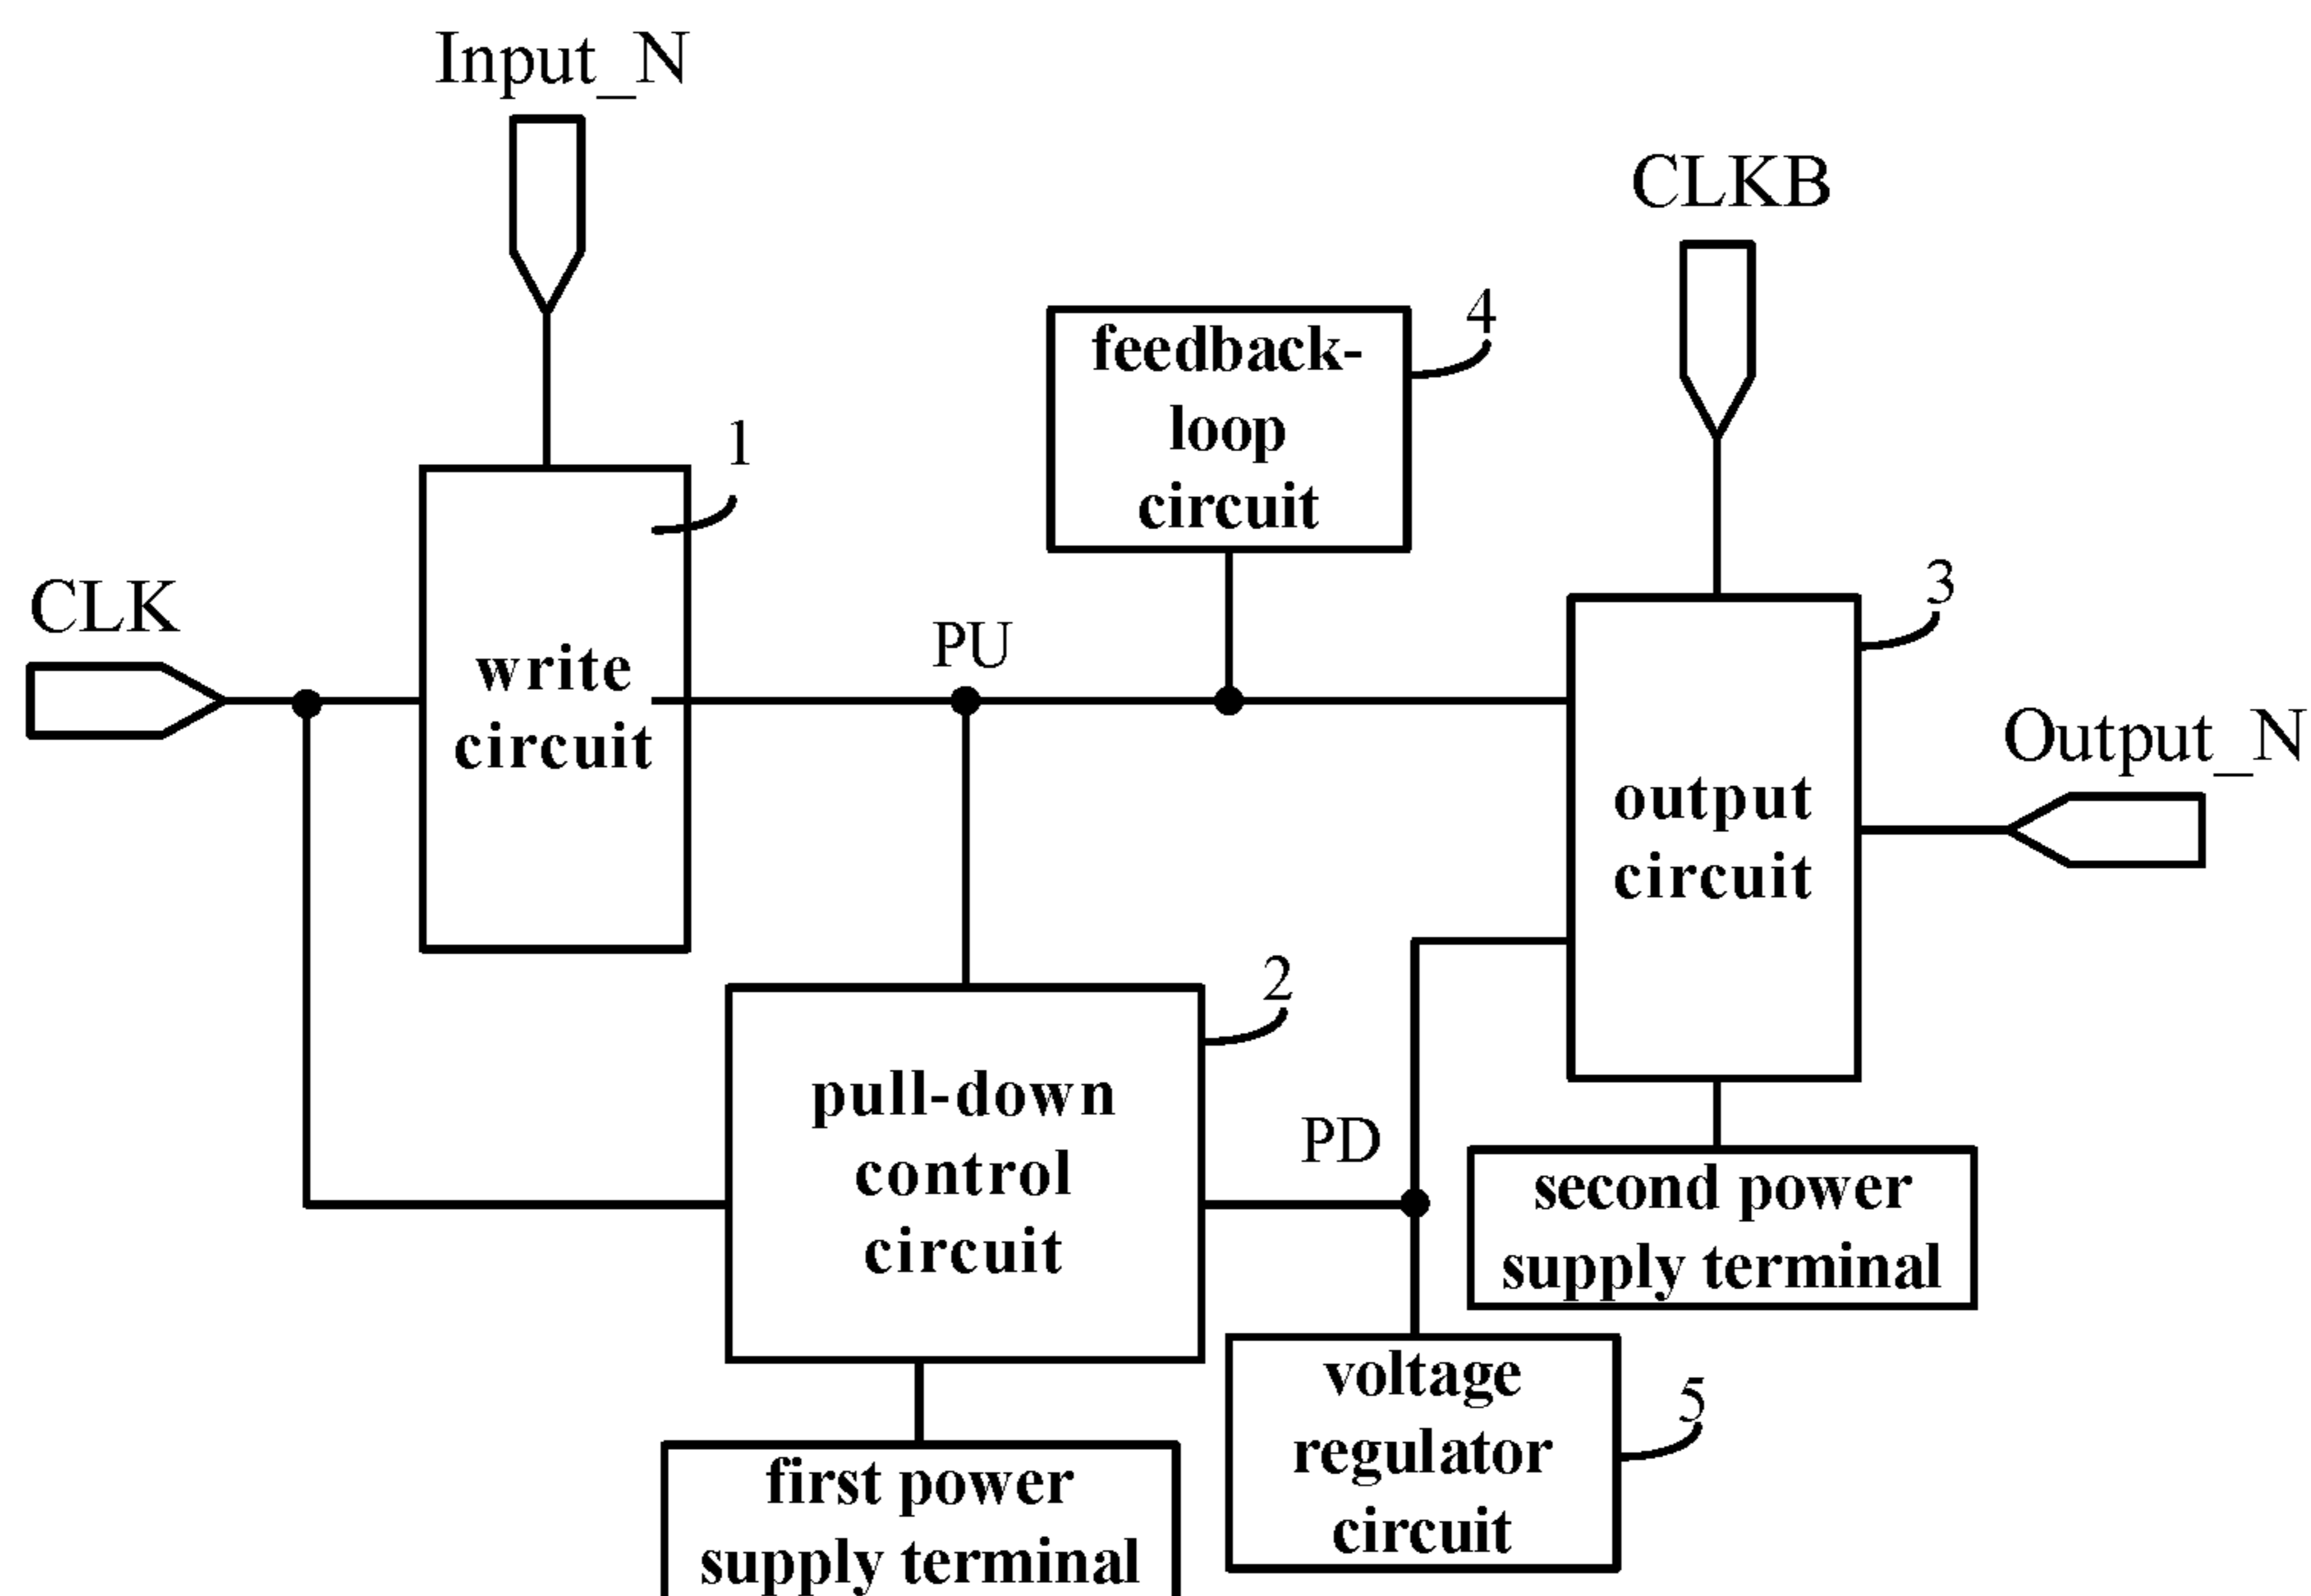 Input_N
CLKB
4
feedback-
loop
circuit
1
CLK
3
PU
write
circuit
Output_N
output
circuit
2
pull-down
control
circuit
PD
second power
supply terminal
voltage
regulator
circuit
5
first power
supply terminal